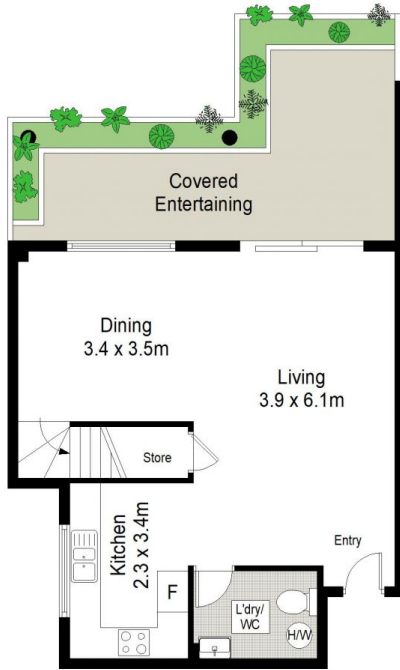 Covered
Entertaining
Dining
3.4 x 3.5m
Living
3.9 x 6.1m
Store
Kitchen
2.3 x 3.4m
Entry
F
L'dry/
WC
H/W